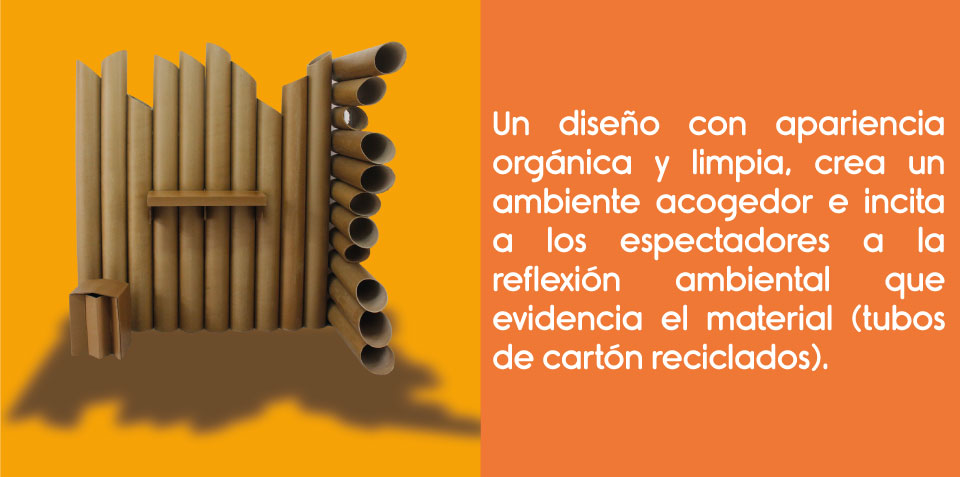 Un diseño con apariencia
orgánica y limpia, crea un
ambiente acogedor e incita
a los espectadores a la
reflexión ambiental que
evidencia el material (tubos
de cartón reciclados).